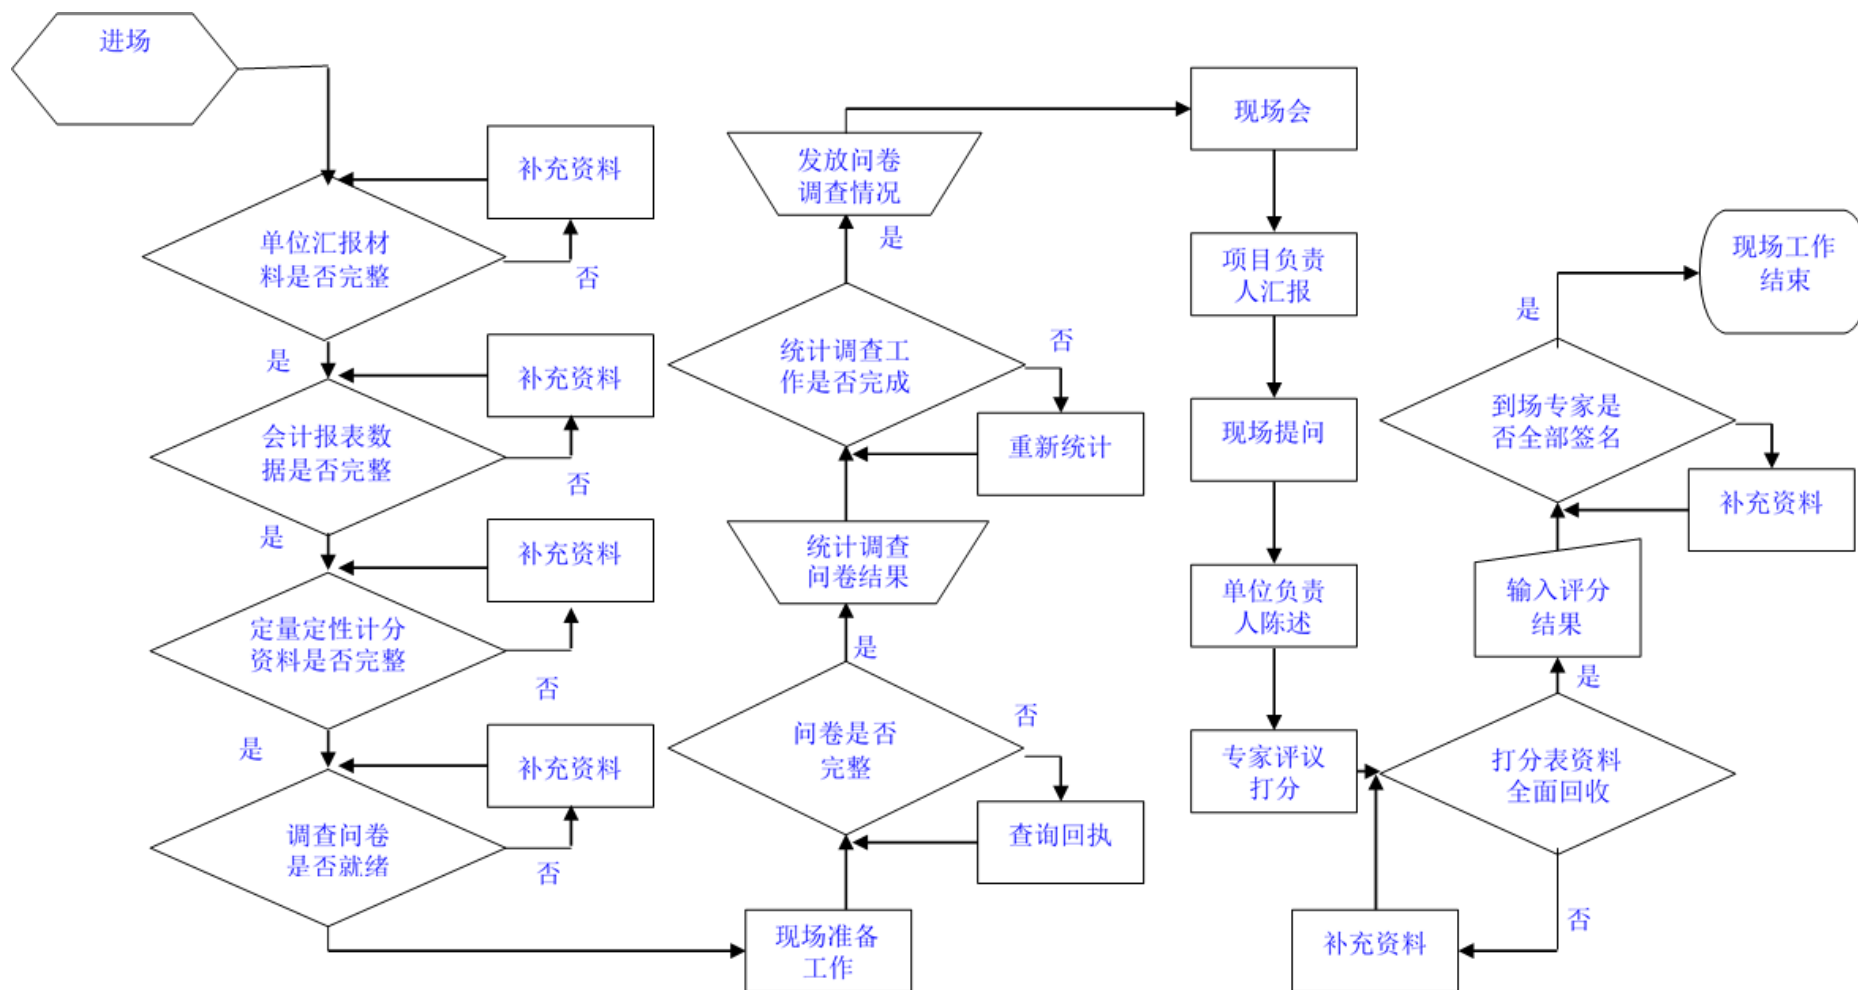 进场
补充资料
单位汇报材
料是否完整
否
是
补充资料
会计报表数
据是否完整
否
是
补充资料
定量定性计分
资料是否完整
否
是
补充资料
调查问卷
是否就绪
否
现场准备
工作
问卷是否
完整
否
查询回执
是
统计调查
问卷结果
统计调查工
作是否完成
否
重新统计
是
发放问卷
调查情况
现场会
项目负责
人汇报
现场提问
单位负责
人陈述
专家评议
打分
打分表资料
全面回收
否
补充资料
是
输入评分
结果
到场专家是
否全部签名
补充资料
是
现场工作
结束